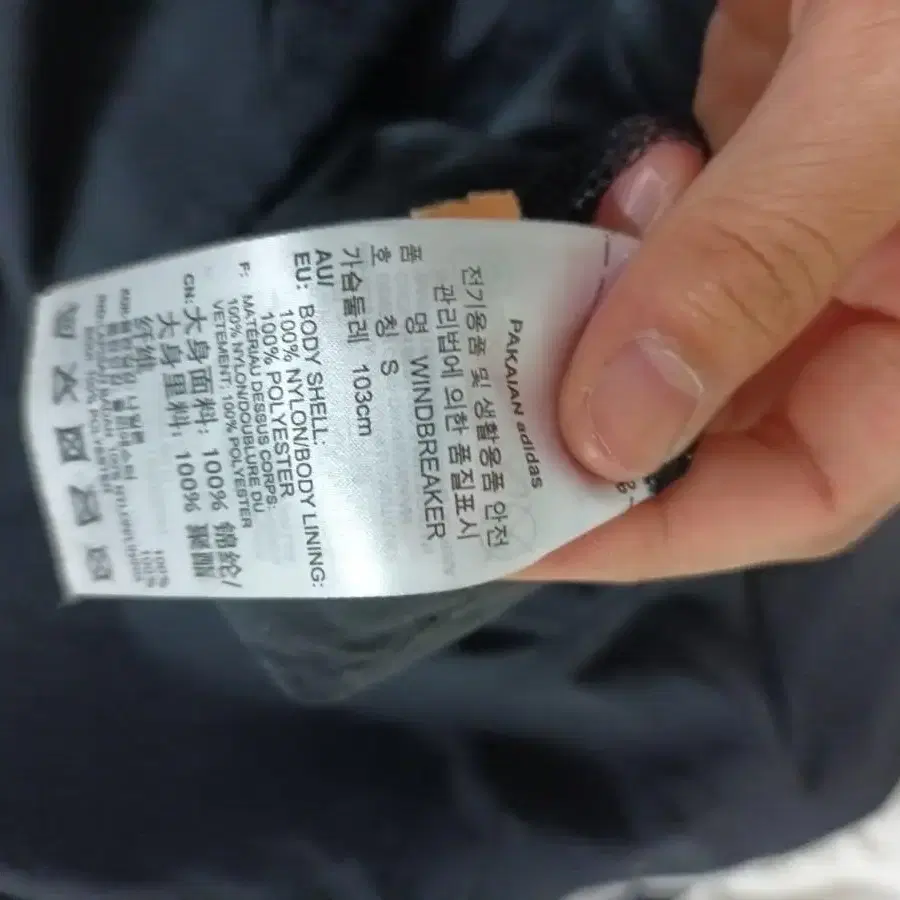 PAKAIAN adidas
전기용품 및 생활용품 안전
관리법에 의한 품질표시
품 명 WINDBREAKER
호 칭 S
가슴둘레 103cm
AU/
EU: BODY SHELL:
100% NYLON/BODY LINING:
100% POLYESTER
F: MATÉRIAU DESSUS CORPS:
100% NYLON/DOUBLURE DU
VETEMENT: 100% POLYESTER
CN: 大身面料: 100% 锦纶/
大身里料: 100% 聚酯
纤维